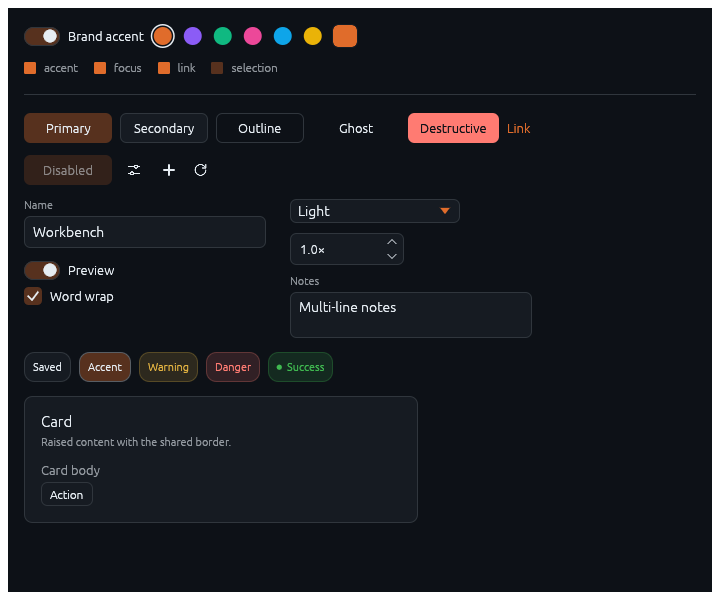 Brand accent
accent focus link selection
Primary Secondary Outline Ghost Destructive Link
Disabled
Name
Workbench
Light
1.0×
Preview
Word wrap
Notes
Multi-line notes
Saved Accent Warning Danger Success
Card
Raised content with the shared border.
Card body
Action